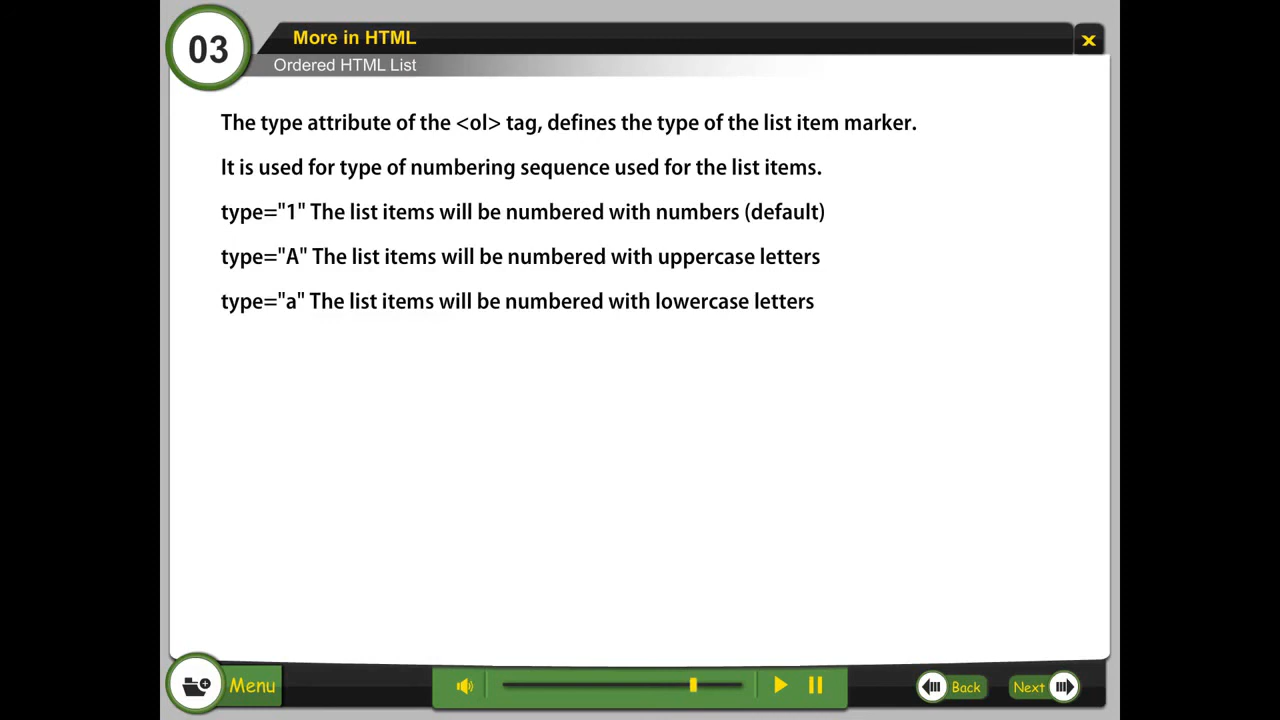 03
More in HTML
x
Ordered HTML List
The type attribute of the <ol> tag, defines the type of the list item marker.
It is used for type of numbering sequence used for the list items.
type="1" The list items will be numbered with numbers (default)
type="A" The list items will be numbered with uppercase letters
type="a" The list items will be numbered with lowercase letters
Menu
Back
Next